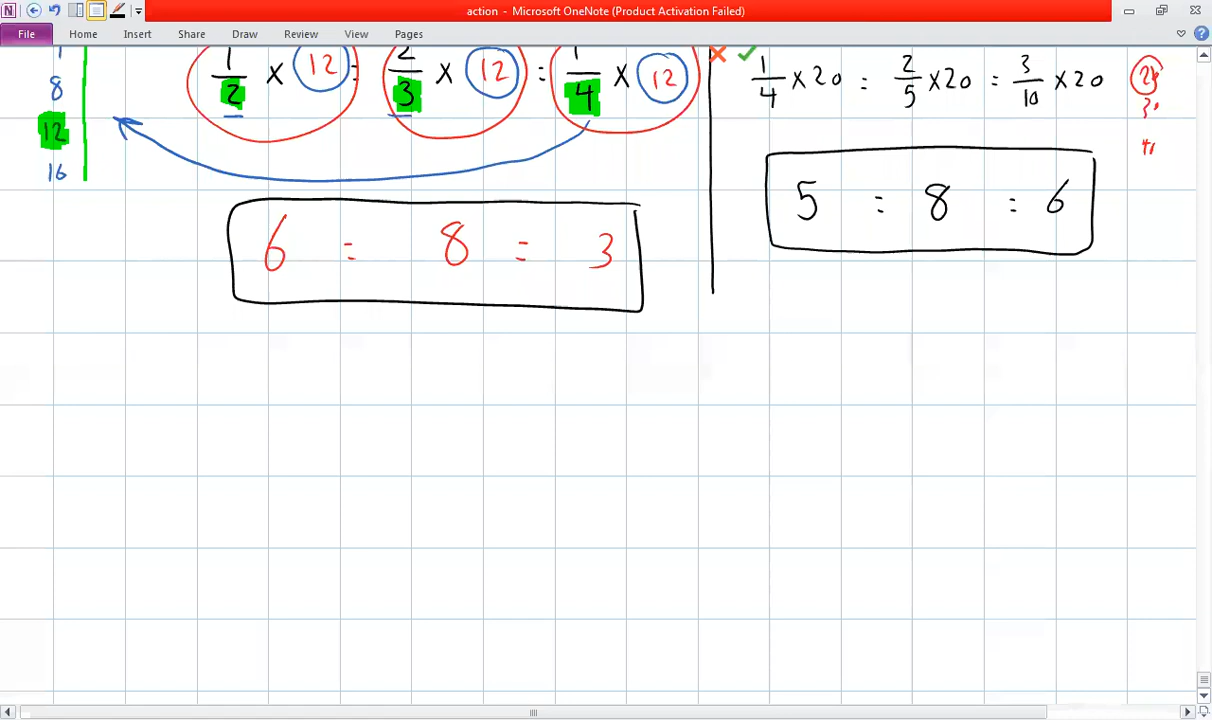 action - Microsoft OneNote (Product Activation Failed)
File Home Insert Share Draw Review View Pages
8
12
16
1/2 x 12 : 2/3 x 12 : 1/4 x 12
6 : 8 : 3
1/4 x 20 : 2/5 x 20 = 3/10 x 20
5 : 8 : 6